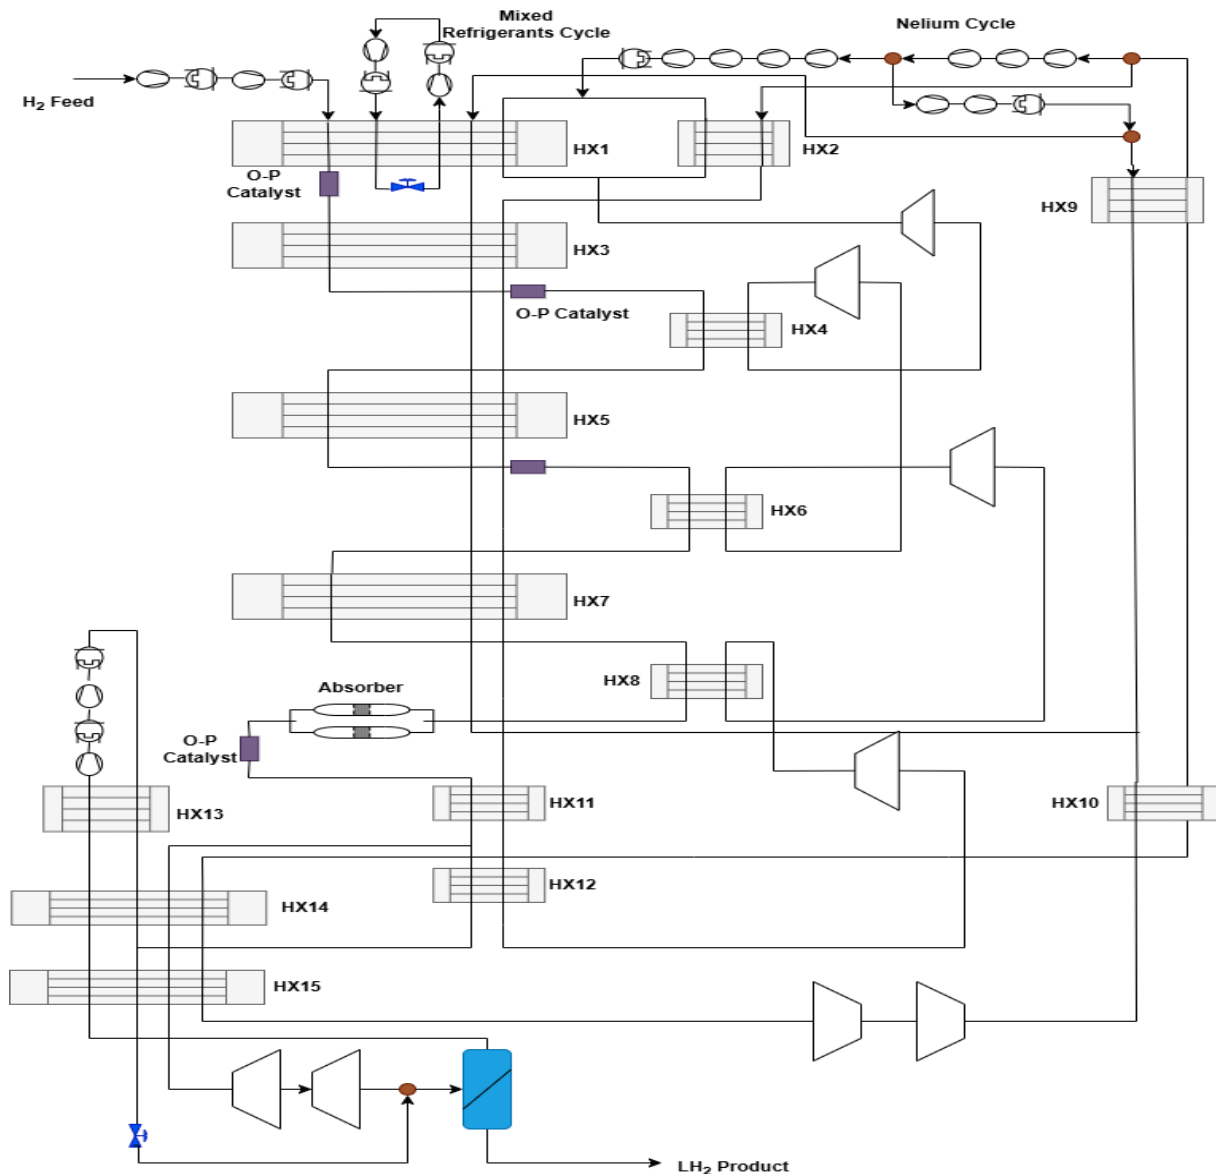 Mixed
Refrigerants Cycle
Nelium Cycle
H₂ Feed
HX1
HX2
O-P
Catalyst
HX9
HX3
O-P Catalyst
HX4
HX5
HX6
HX7
HX8
Absorber
O-P
Catalyst
HX13
HX11
HX10
HX12
HX14
HX15
LH₂ Product